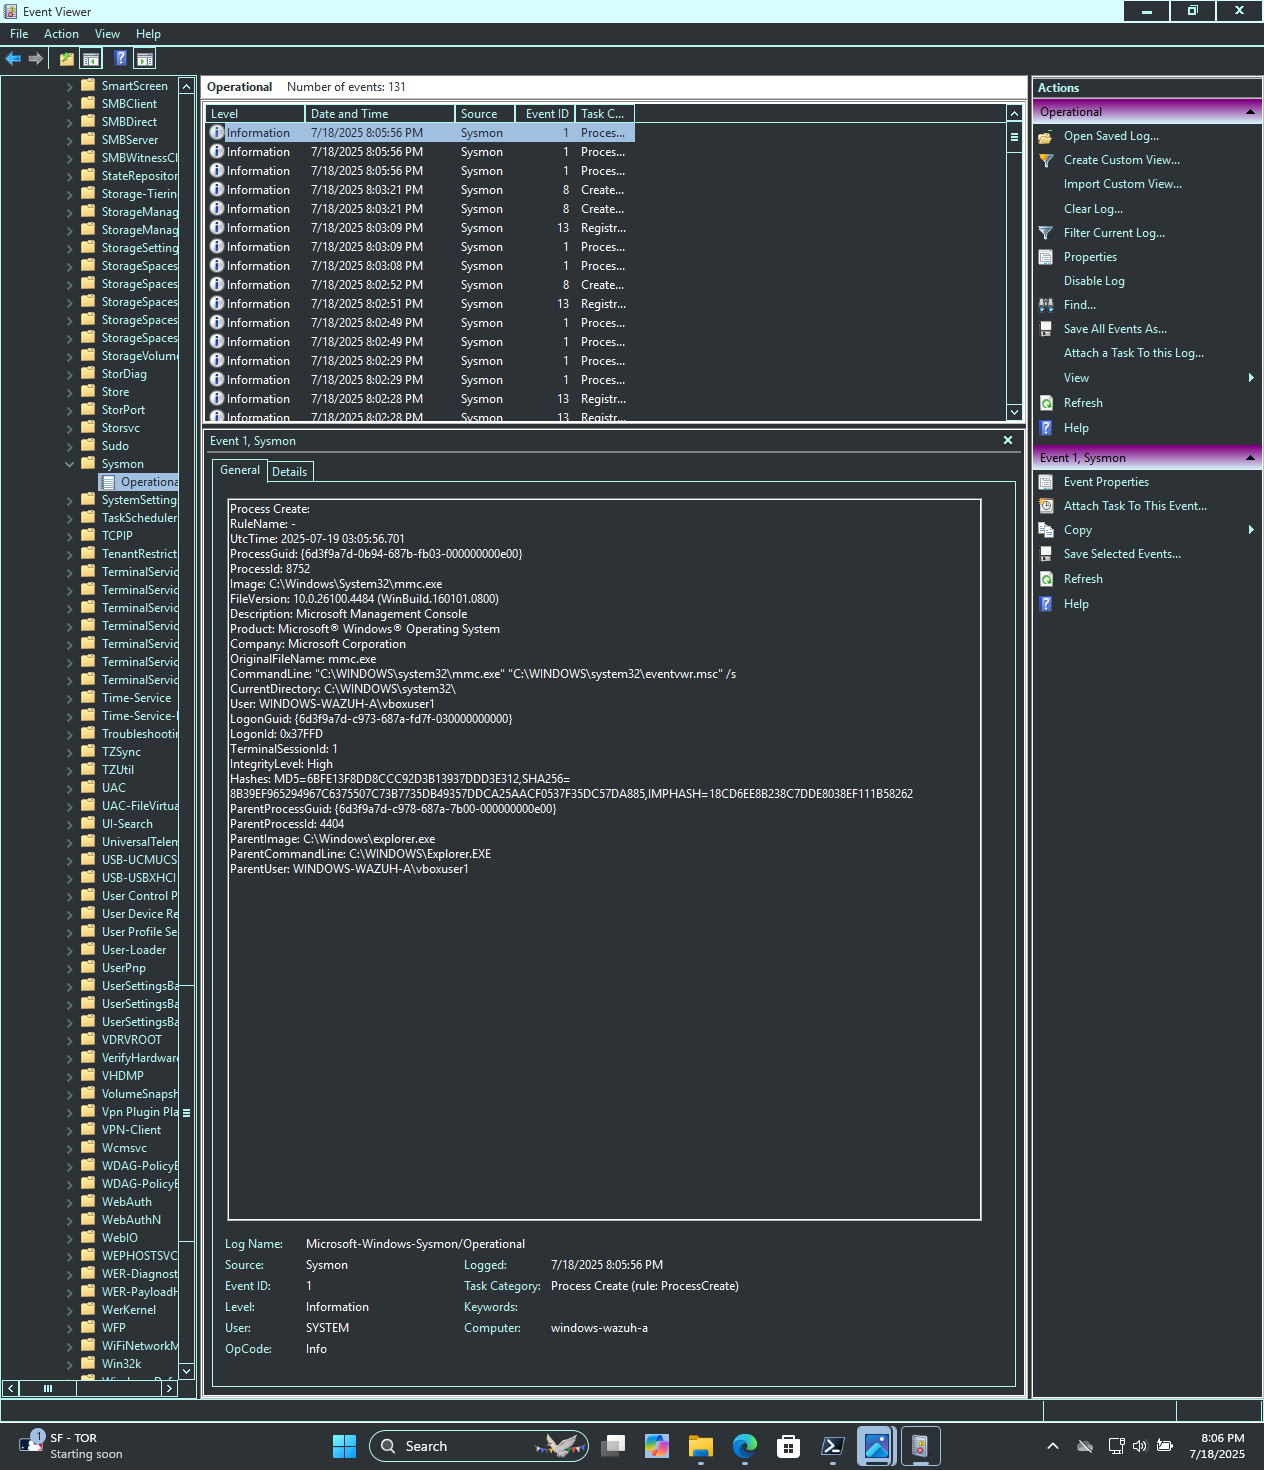 Event Viewer
File Action View Help
SmartScreen
SMBClient
SMBDirect
SMBServer
SMBWitnessCl
StateRepositor
Storage-Tierin
StorageManag
StorageManag
StorageSetting
StorageSpaces
StorageSpaces
StorageSpaces
StorageSpaces
StorageSpaces
StorageVolume
StorDiag
Store
StorPort
Storsvc
Sudo
Sysmon
Operationa
SystemSettings
TaskScheduler
TCPIP
TenantRestrict
TerminalServic
TerminalServic
TerminalServic
TerminalServic
TerminalServic
TerminalServic
TerminalServic
Time-Service
Time-Service-
Troubleshootin
TZSync
TZUtil
UAC
UAC-FileVirtua
UI-Search
UniversalTelem
USB-UCMUCS
USB-USBXHCI
User Control P
User Device Re
User Profile Se
User-Loader
UserPnp
UserSettingsBa
UserSettingsBa
UserSettingsBa
VDRVROOT
VerifyHardware
VHDMP
VolumeSnapsh
Vpn Plugin Pla
VPN-Client
Wcmsvc
WDAG-PolicyE
WDAG-PolicyE
WebAuth
WebAuthN
WebIO
WEPHOSTSVC
WER-Diagnost
WER-PayloadH
WerKernel
WFP
WiFiNetworkM
Win32k
Operational Number of events: 131
Level Date and Time Source Event ID Task C...
Information 7/18/2025 8:05:56 PM Sysmon 1 Proces...
Information 7/18/2025 8:05:56 PM Sysmon 1 Proces...
Information 7/18/2025 8:05:56 PM Sysmon 1 Proces...
Information 7/18/2025 8:03:21 PM Sysmon 8 Create...
Information 7/18/2025 8:03:21 PM Sysmon 8 Create...
Information 7/18/2025 8:03:09 PM Sysmon 13 Registr...
Information 7/18/2025 8:03:09 PM Sysmon 1 Proces...
Information 7/18/2025 8:03:08 PM Sysmon 1 Proces...
Information 7/18/2025 8:02:52 PM Sysmon 8 Create...
Information 7/18/2025 8:02:51 PM Sysmon 13 Registr...
Information 7/18/2025 8:02:49 PM Sysmon 1 Proces...
Information 7/18/2025 8:02:49 PM Sysmon 1 Proces...
Information 7/18/2025 8:02:29 PM Sysmon 1 Proces...
Information 7/18/2025 8:02:29 PM Sysmon 1 Proces...
Information 7/18/2025 8:02:28 PM Sysmon 13 Registr...
Information 7/18/2025 8:02:28 PM Sysmon 13 Registr...
Event 1, Sysmon
General Details
Process Create:
RuleName: -
UtcTime: 2025-07-19 03:05:56.701
ProcessGuid: {6d3f9a7d-0b94-687b-fb03-000000000e00}
ProcessId: 8752
Image: C:\Windows\System32\mmc.exe
FileVersion: 10.0.26100.4484 (WinBuild.160101.0800)
Description: Microsoft Management Console
Product: Microsoft® Windows® Operating System
Company: Microsoft Corporation
OriginalFileName: mmc.exe
CommandLine: "C:\WINDOWS\system32\mmc.exe" "C:\WINDOWS\system32\eventvwr.msc" /s
CurrentDirectory: C:\WINDOWS\system32\
User: WINDOWS-WAZUH-A\vboxuser1
LogonGuid: {6d3f9a7d-c973-687a-fd7f-030000000000}
LogonId: 0x37FFD
TerminalSessionId: 1
IntegrityLevel: High
Hashes: MD5=6BFE13F8DD8CCC92D3B13937DDD3E312,SHA256=
8B39EF965294967C6375507C73B7735DB49357DDCA25AACF0537F35DC57DA885,IMPHASH=18CD6EE8B238C7DDE8038EF111B58262
ParentProcessGuid: {6d3f9a7d-c978-687a-7b00-000000000e00}
ParentProcessId: 4404
ParentImage: C:\Windows\explorer.exe
ParentCommandLine: C:\WINDOWS\Explorer.EXE
ParentUser: WINDOWS-WAZUH-A\vboxuser1
Log Name: Microsoft-Windows-Sysmon/Operational
Source: Sysmon Logged: 7/18/2025 8:05:56 PM
Event ID: 1 Task Category: Process Create (rule: ProcessCreate)
Level: Information Keywords:
User: SYSTEM Computer: windows-wazuh-a
OpCode: Info
Actions
Operational
Open Saved Log...
Create Custom View...
Import Custom View...
Clear Log...
Filter Current Log...
Properties
Disable Log
Find...
Save All Events As...
Attach a Task To this Log...
View
Refresh
Help
Event 1, Sysmon
Event Properties
Attach Task To This Event...
Copy
Save Selected Events...
Refresh
Help
1
SF - TOR
Starting soon
Search
8:06 PM
7/18/2025